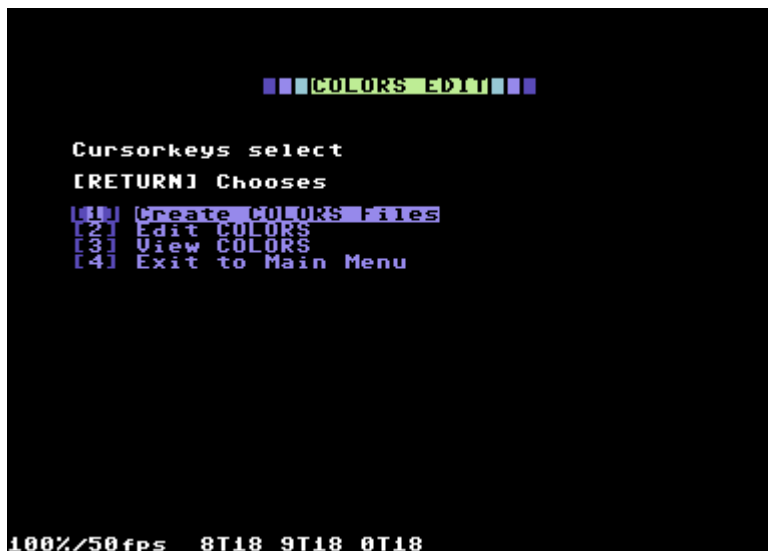 COLORS EDIT
Cursorkeys select
[RETURN] Chooses
[1] Create COLORS Files
[2] Edit COLORS
[3] View COLORS
[4] Exit to Main Menu
100%/50fps 8T18 9T18 0T18